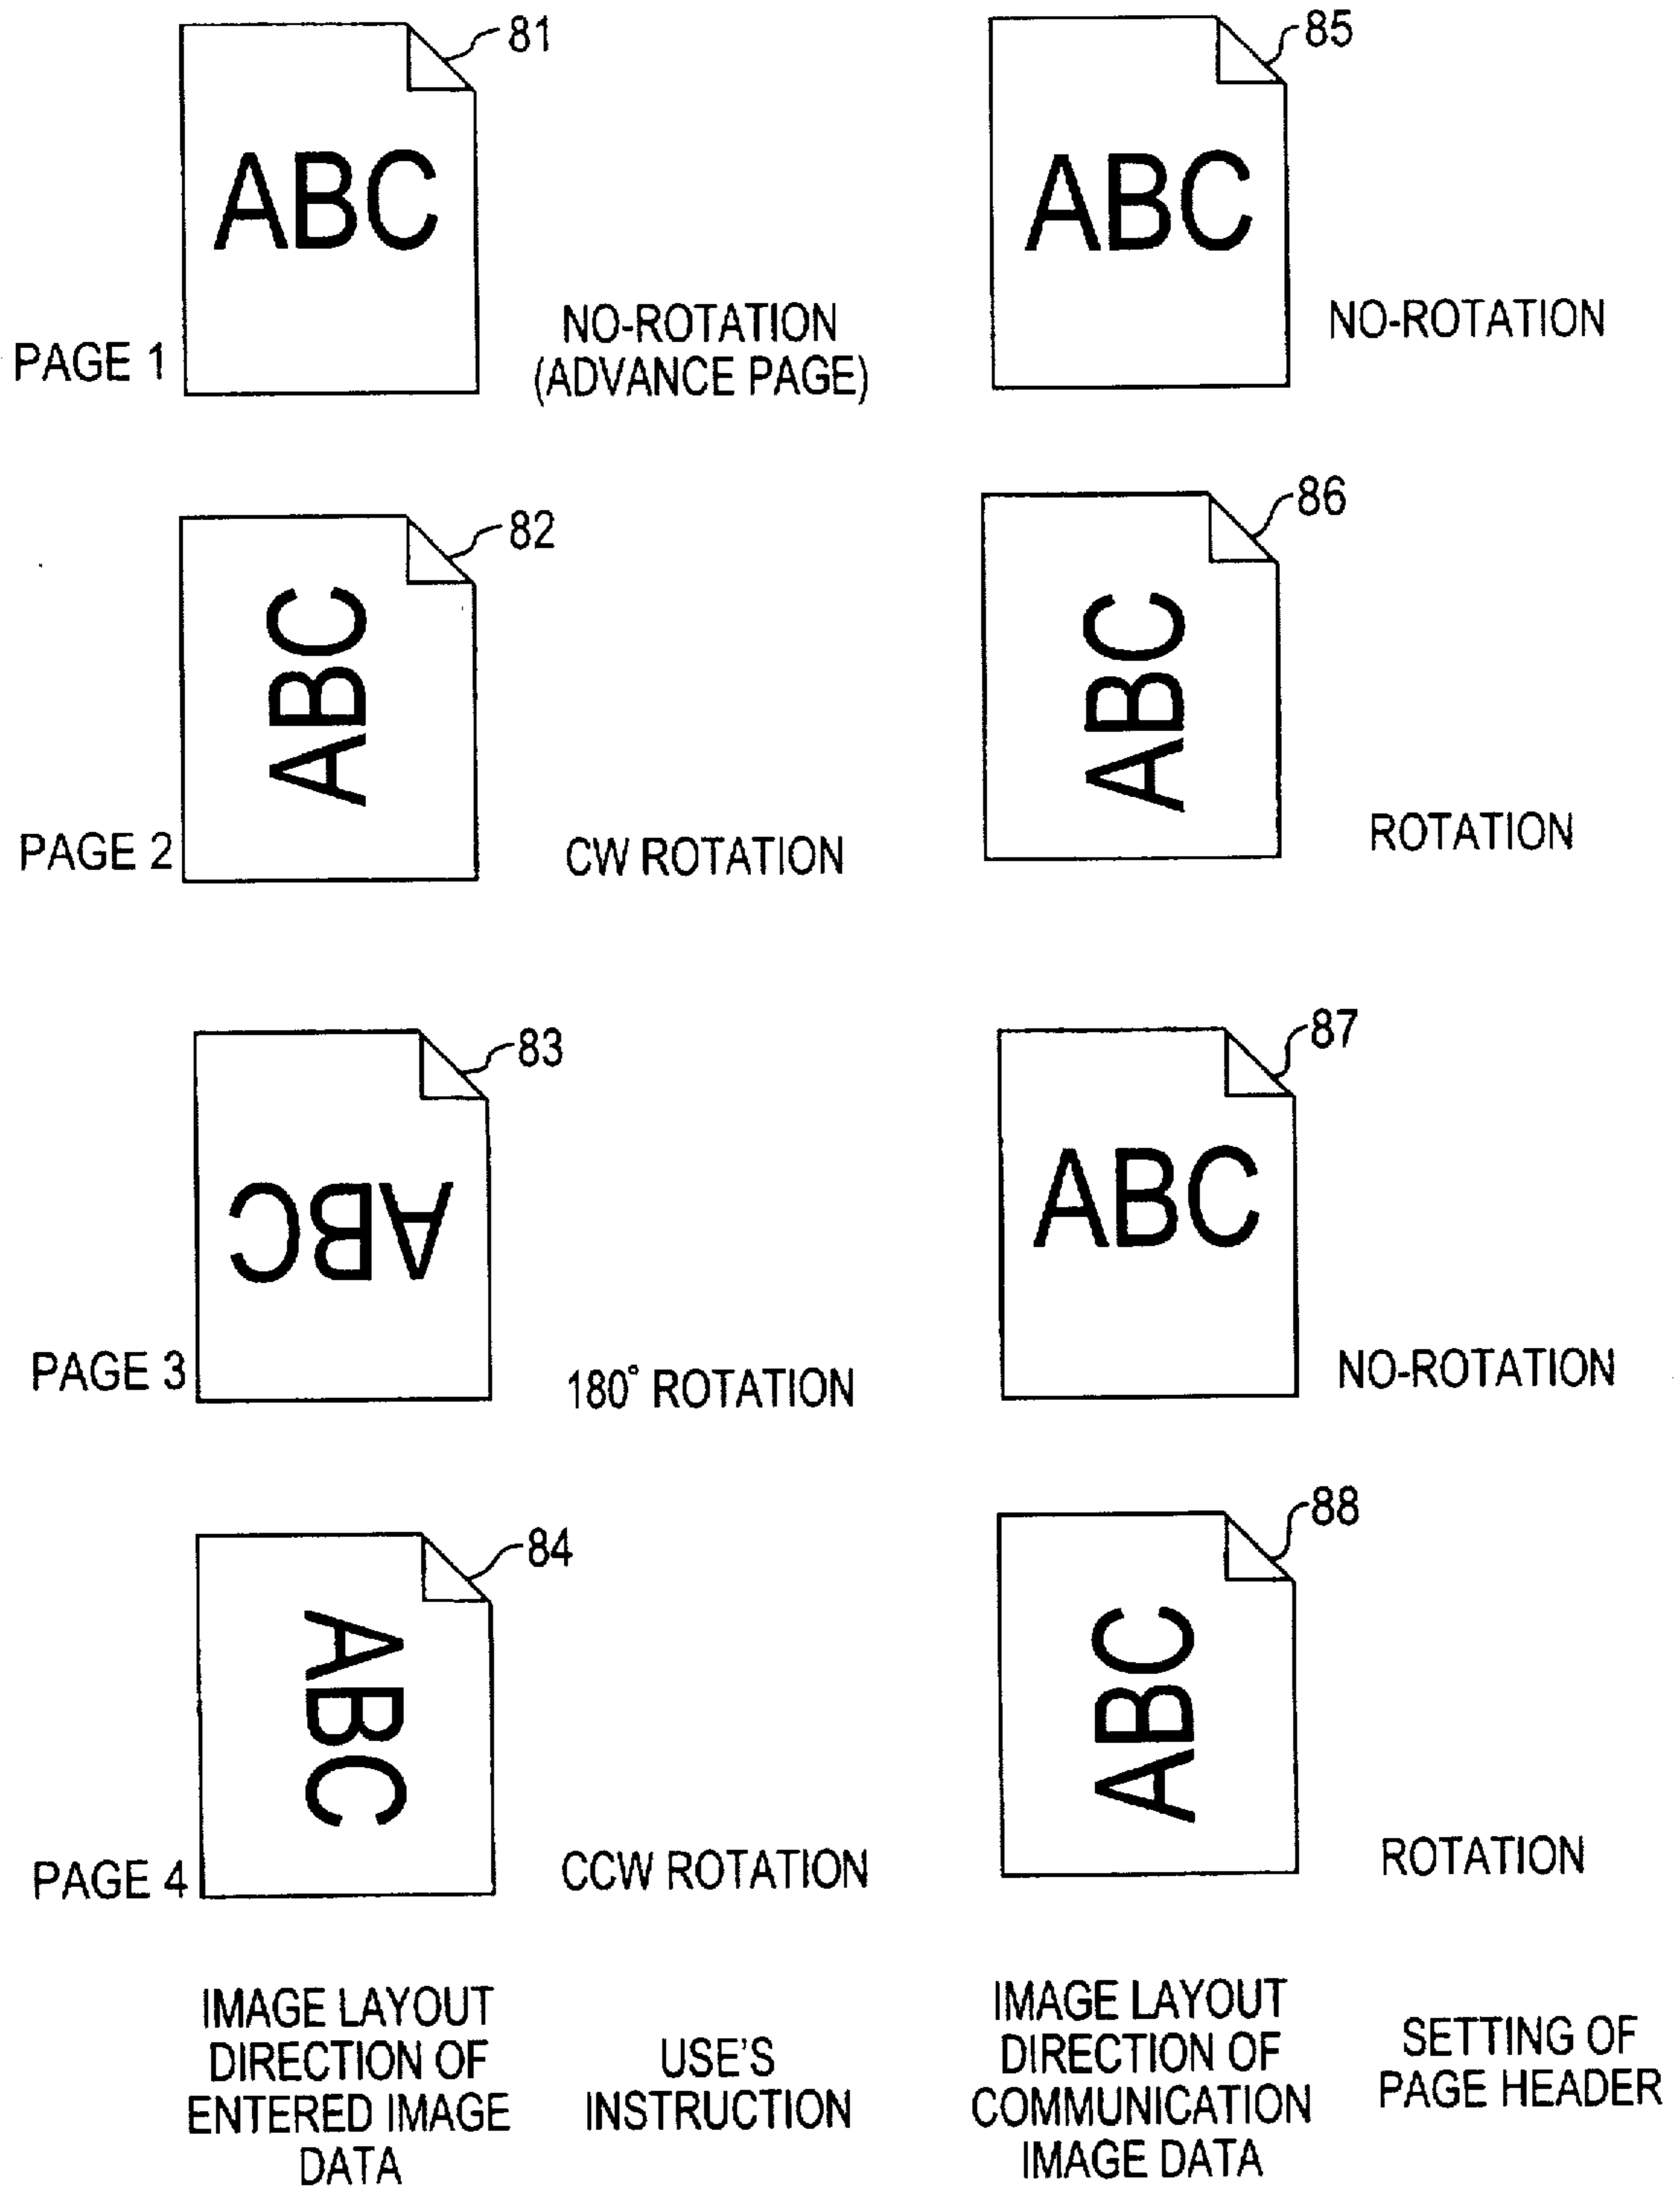 81
85
ABC
ABC
PAGE 1
NO-ROTATION
(ADVANCE PAGE)
NO-ROTATION
82
86
ABC
ABC
PAGE 2
CW ROTATION
ROTATION
83
87
ABC
ABC
PAGE 3
180° ROTATION
NO-ROTATION
84
88
ABC
ABC
PAGE 4
CCW ROTATION
ROTATION
IMAGE LAYOUT
DIRECTION OF
ENTERED IMAGE
DATA
USE'S
INSTRUCTION
IMAGE LAYOUT
DIRECTION OF
COMMUNICATION
IMAGE DATA
SETTING OF
PAGE HEADER